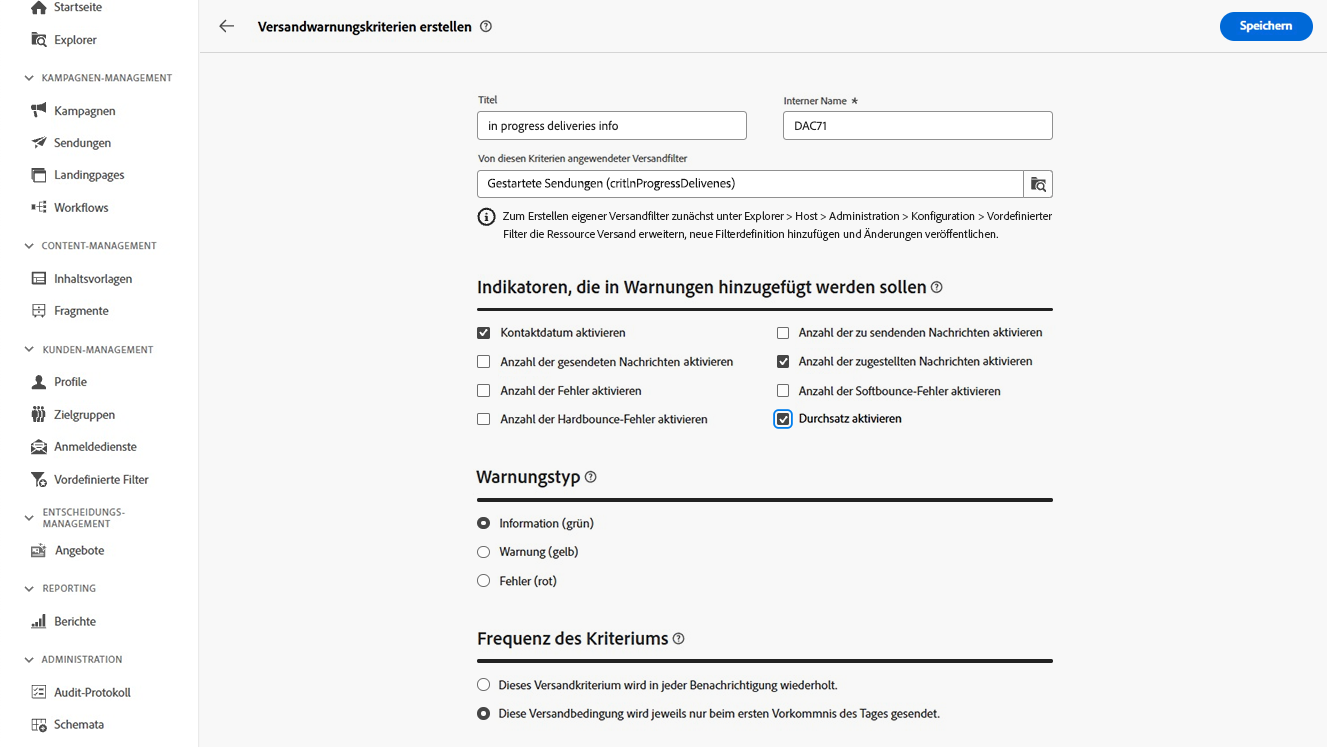 Startseite
Explorer
KAMPAGNEN-MANAGEMENT
Kampagnen
Sendungen
Landingpages
Workflows
CONTENT-MANAGEMENT
Inhaltsvorlagen
Fragmente
KUNDEN-MANAGEMENT
Profile
Zielgruppen
Anmeldedienste
Vordefinierte Filter
ENTSCHEIDUNGS-
MANAGEMENT
Angebote
REPORTING
Berichte
ADMINISTRATION
Audit-Protokoll
Schemata
Versandwarnungskriterien erstellen
Speichern
Titel
Interner Name *
in progress deliveries info
DAC71
Von diesen Kriterien angewendeter Versandfilter
Gestartete Sendungen (critlnProgressDelivenes)
Zum Erstellen eigener Versandfilter zunächst unter Explorer > Host > Administration > Konfiguration > Vordefinierter
Filter die Ressource Versand erweitern, neue Filterdefinition hinzufügen und Änderungen veröffentlichen.
Indikatoren, die in Warnungen hinzugefügt werden sollen
Kontaktdatum aktivieren
Anzahl der zu sendenden Nachrichten aktivieren
Anzahl der gesendeten Nachrichten aktivieren
Anzahl der zugestellten Nachrichten aktivieren
Anzahl der Fehler aktivieren
Anzahl der Softbounce-Fehler aktivieren
Anzahl der Hardbounce-Fehler aktivieren
Durchsatz aktivieren
Warnungstyp
Information (grün)
Warnung (gelb)
Fehler (rot)
Frequenz des Kriteriums
Dieses Versandkriterium wird in jeder Benachrichtigung wiederholt.
Diese Versandbedingung wird jeweils nur beim ersten Vorkommnis des Tages gesendet.